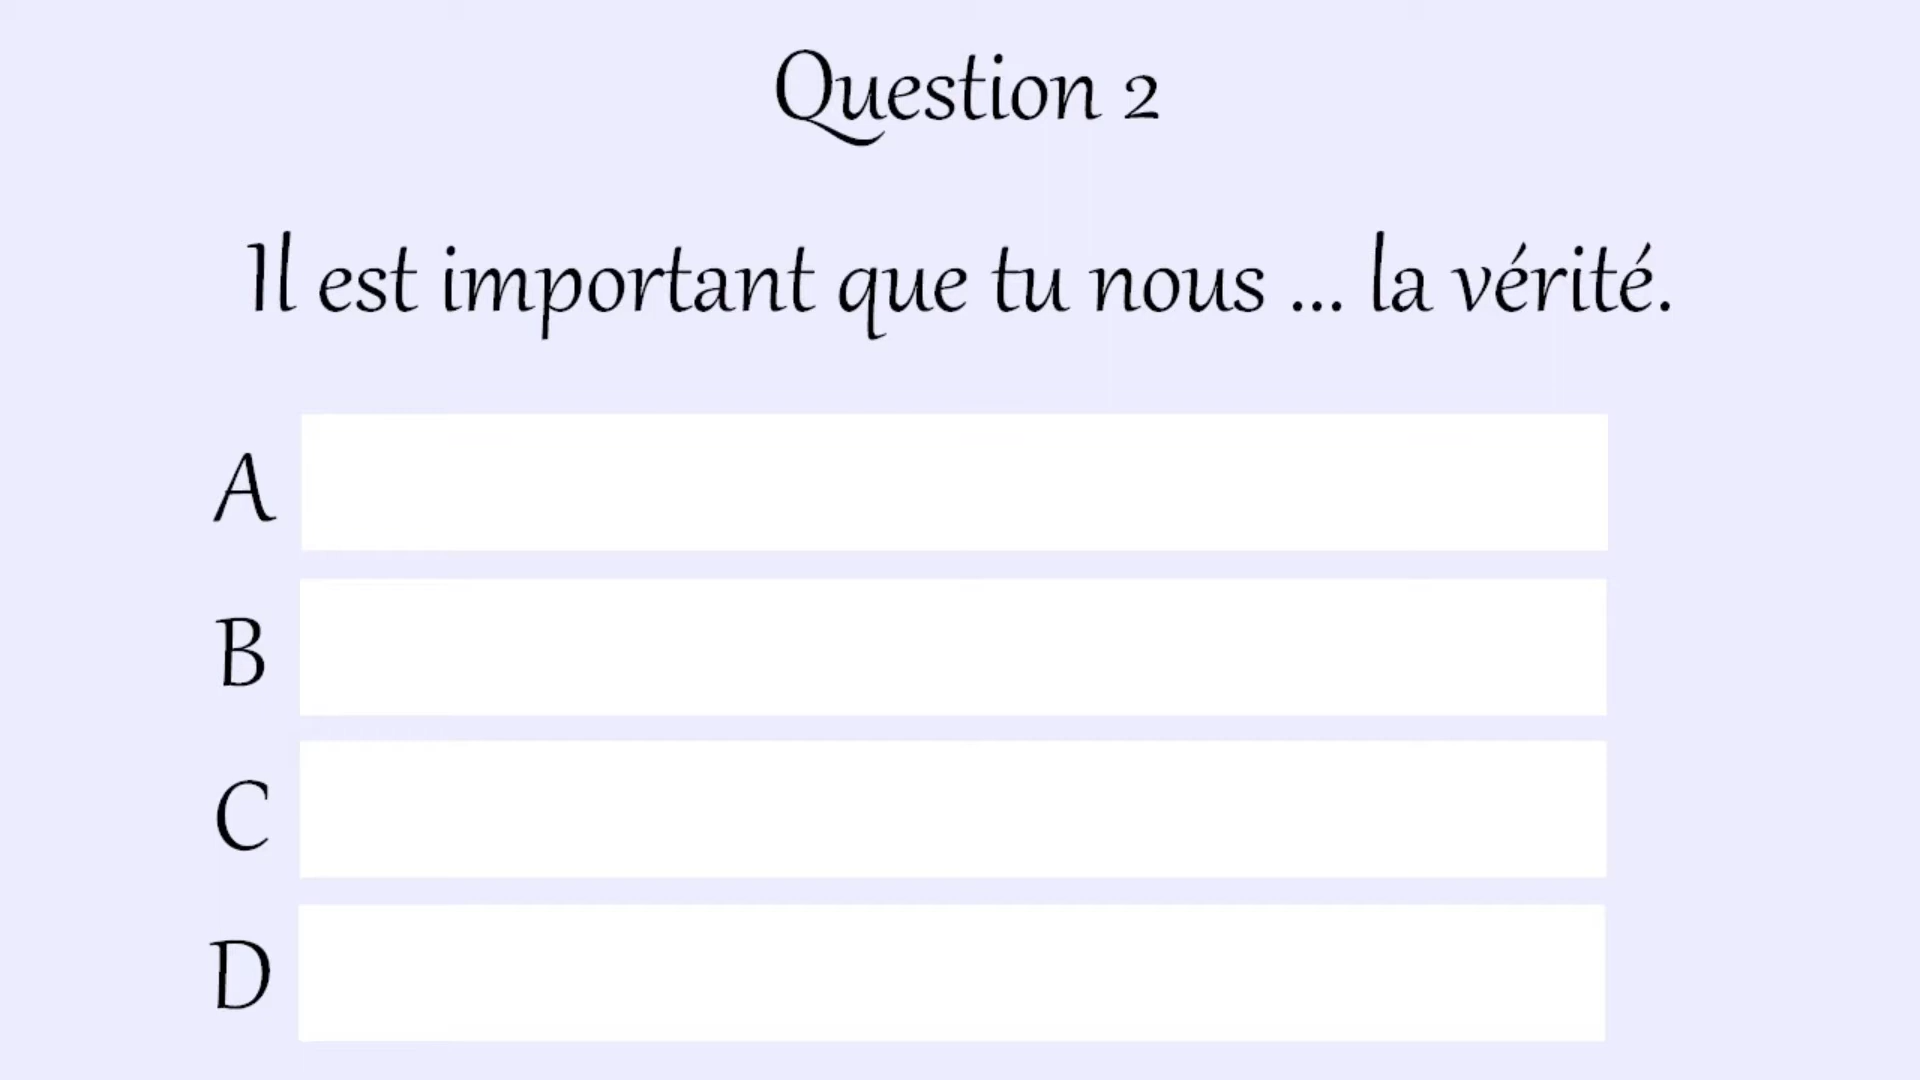 Question 2
Il est important que tu nous ... la vérité.
A
B
C
D